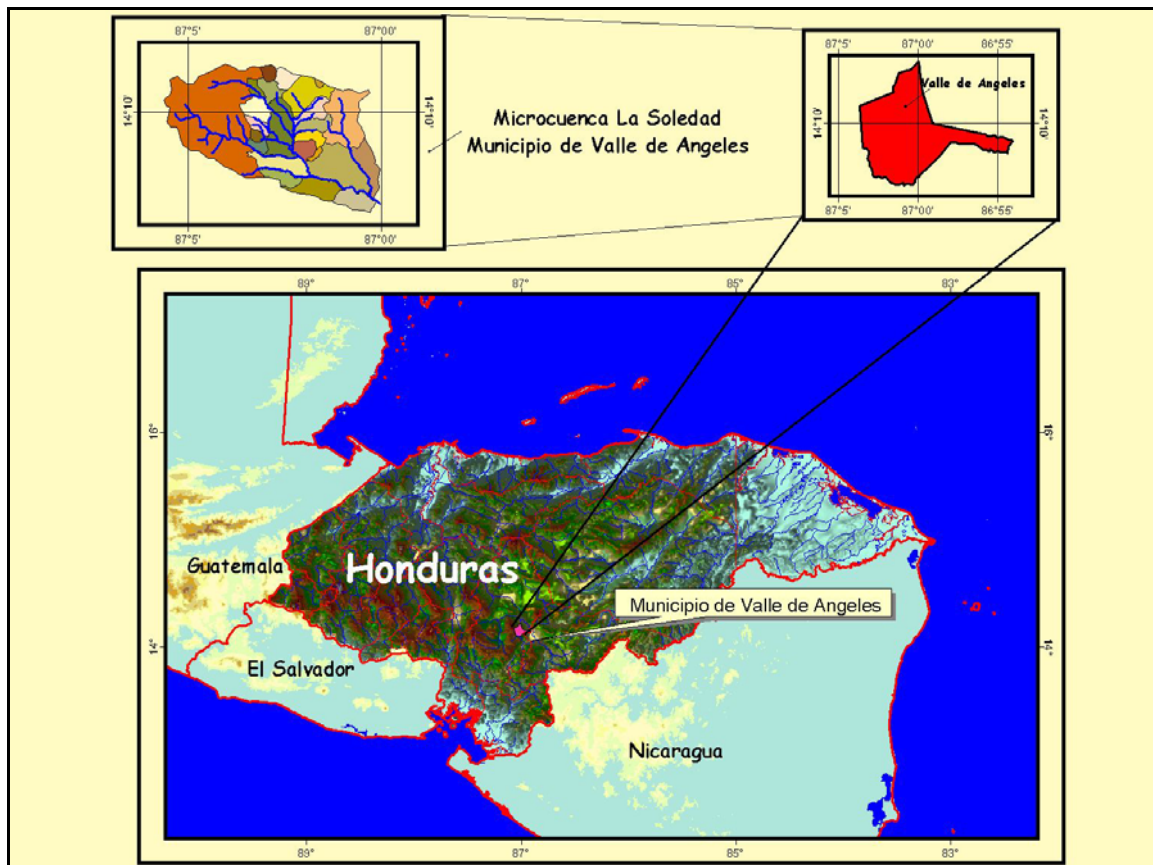 87°5' 87°00'
14°10' 14°10'
87°5' 87°00'
Microcuenca La Soledad
Municipio de Valle de Angeles
87°5' 87°00' 86°55'
Valle de Angeles
14°10' 14°10'
87°5' 87°00' 86°55'
89° 87° 85° 83°
16° 16°
Guatemala
Honduras
Municipio de Valle de Angeles
14° 14°
El Salvador
Nicaragua
89° 87° 85° 83°